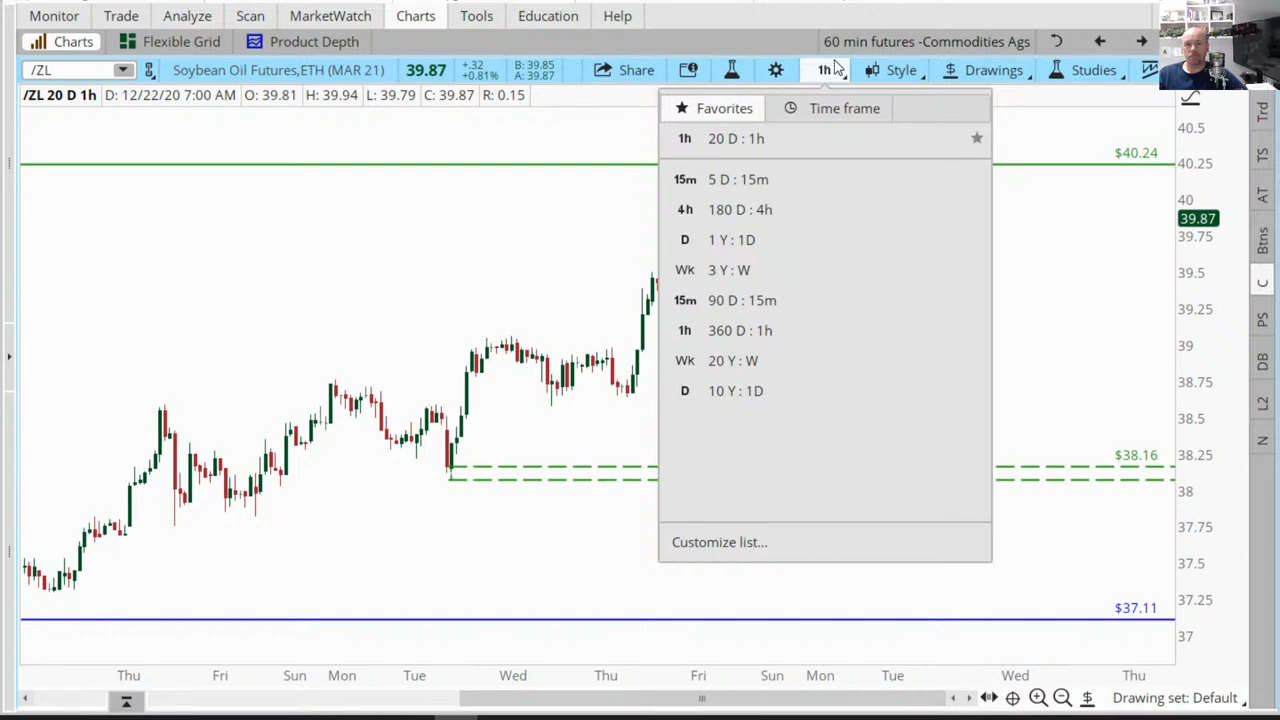 Monitor Trade Analyze Scan MarketWatch Charts Tools Education Help
Charts Flexible Grid Product Depth 60 min futures -Commodities Ags
/ZL Soybean Oil Futures,ETH (MAR 21) 39.87 +.32 +0.81% B: 39.85 A: 39.87 Share 1h Style Drawings Studies
/ZL 20 D 1h D: 12/22/20 7:00 AM O: 39.81 H: 39.94 L: 39.79 C: 39.87 R: 0.15
Favorites Time frame
1h 20 D : 1h
15m 5 D : 15m
4h 180 D : 4h
D 1 Y : 1D
Wk 3 Y : W
15m 90 D : 15m
1h 360 D : 1h
Wk 20 Y : W
D 10 Y : 1D
Customize list...
$40.24
$38.16
$37.11
40.5
40.25
40
39.87
39.75
39.5
39.25
39
38.75
38.5
38.25
38
37.75
37.5
37.25
37
Trd
TS
AT
Btns
C
PS
DB
L2
N
Thu Fri Sun Mon Tue Wed Thu Fri Sun Mon Tue Wed Thu
$ Drawing set: Default